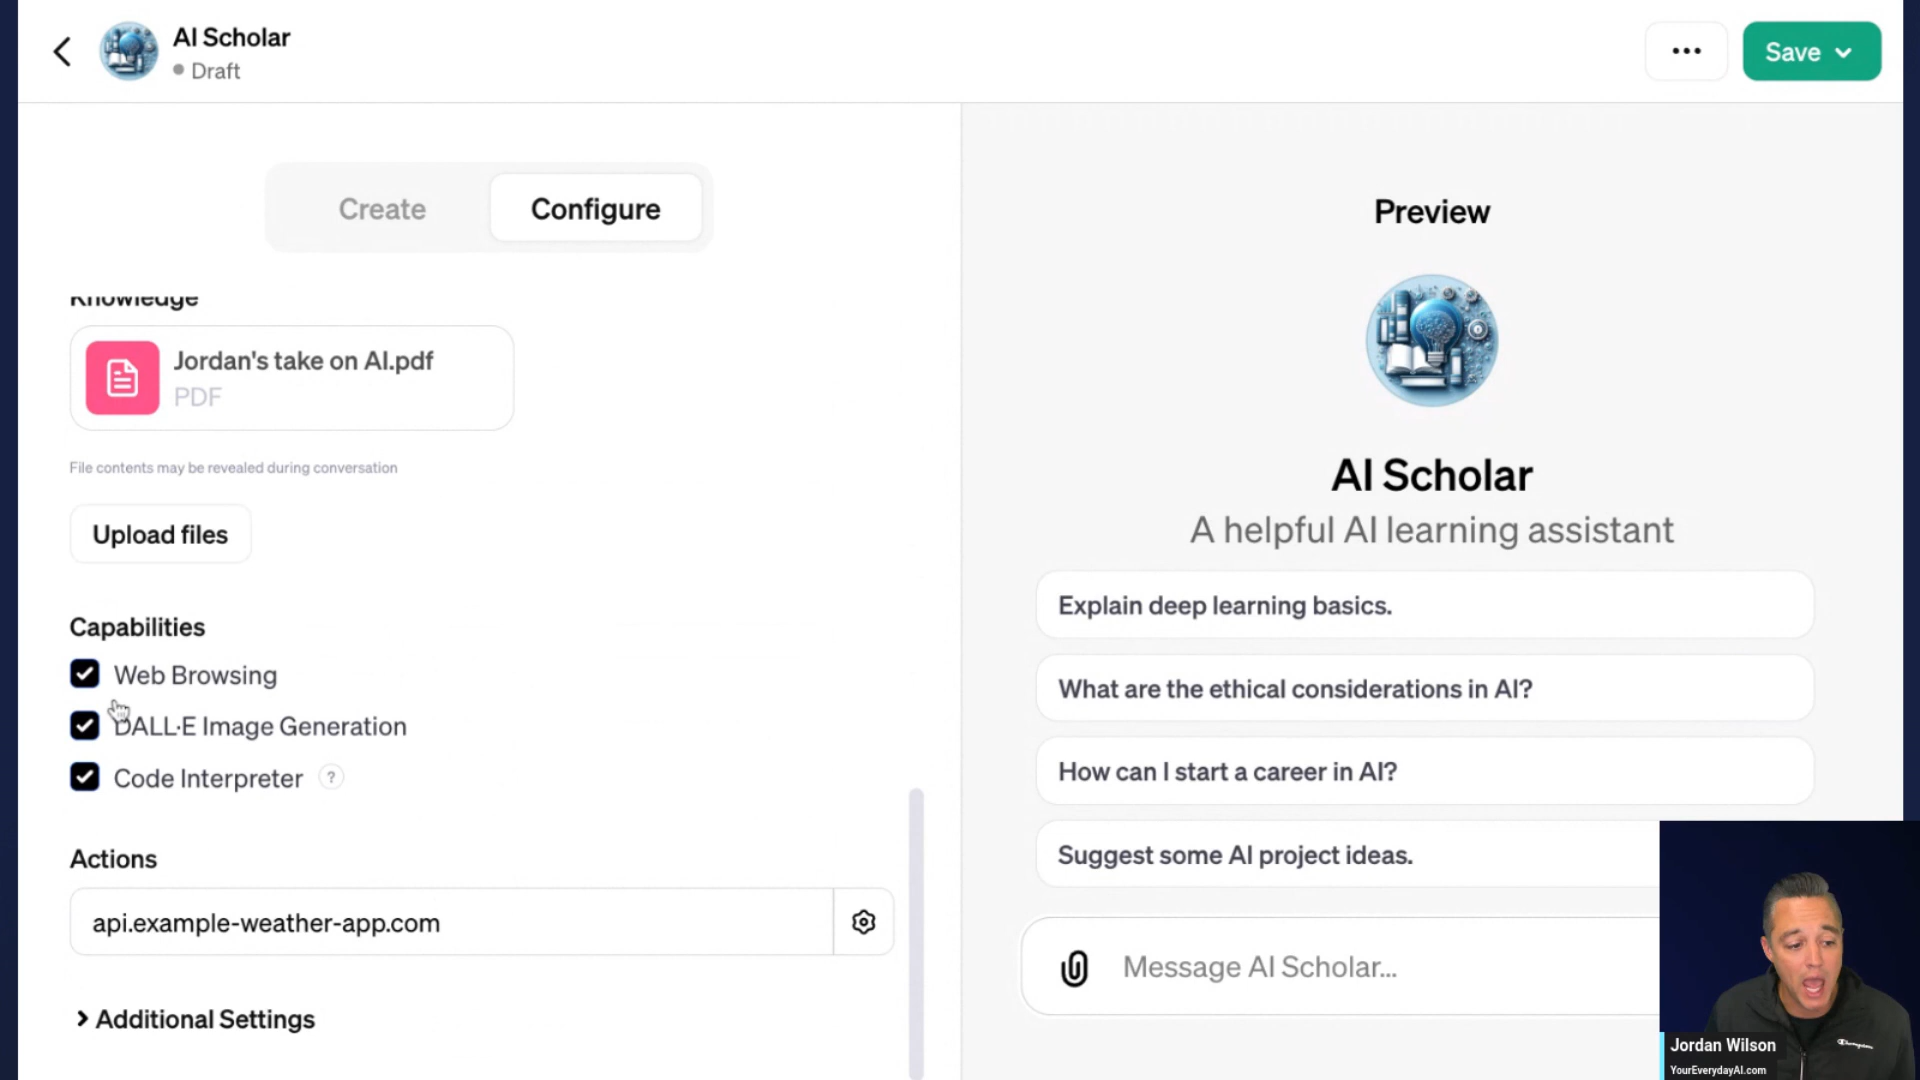 AI Scholar
Draft
...
Save
Create
Configure
Knowledge
Jordan's take on AI.pdf
PDF
File contents may be revealed during conversation
Upload files
Capabilities
Web Browsing
DALL·E Image Generation
Code Interpreter ?
Actions
api.example-weather-app.com
Additional Settings
Preview
AI Scholar
A helpful AI learning assistant
Explain deep learning basics.
What are the ethical considerations in AI?
How can I start a career in AI?
Suggest some AI project ideas.
Message AI Scholar...
Champion
Jordan Wilson
YourEverydayAI.com